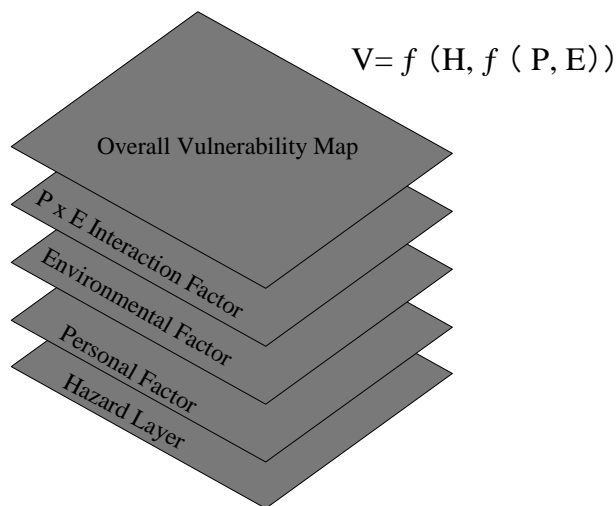 V= f (H, f ( P, E))
Overall Vulnerability Map
P x E Interaction Factor
Environmental Factor
Personal Factor
Hazard Layer